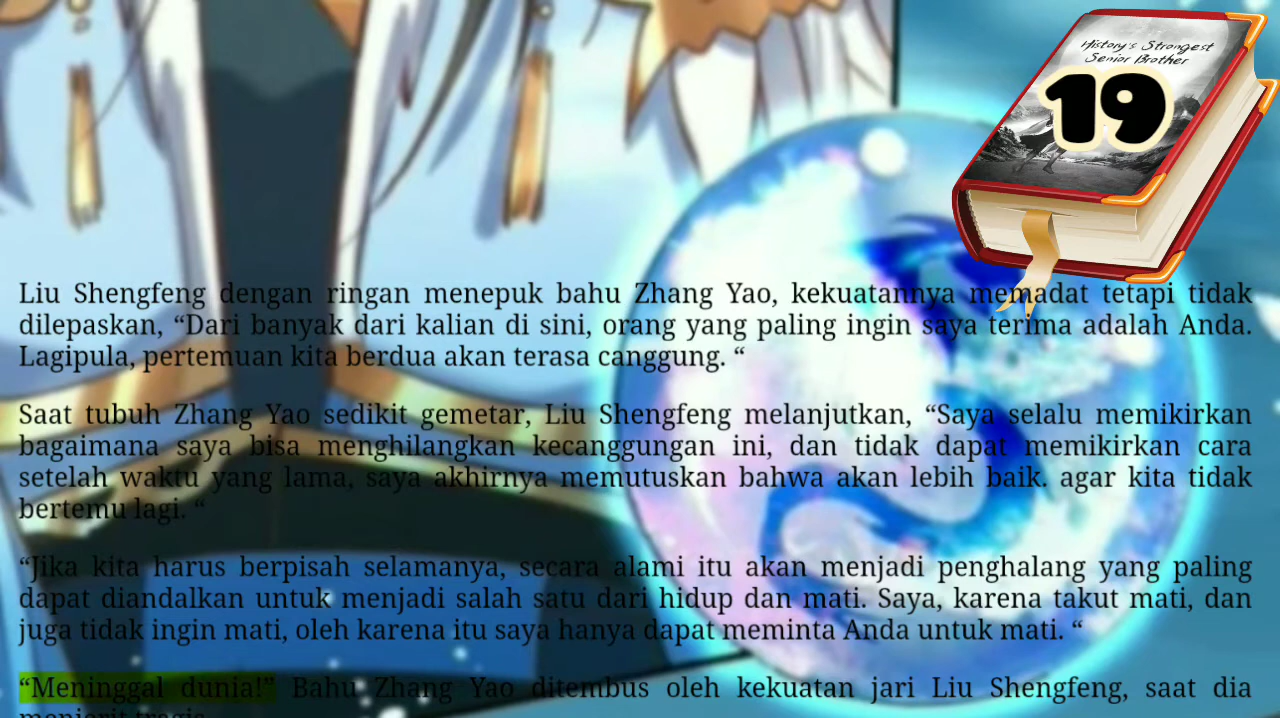 History's Strongest
Senior Brother
19
Liu Shengfeng dengan ringan menepuk bahu Zhang Yao, kekuatannya memadat tetapi tidak
dilepaskan, “Dari banyak dari kalian di sini, orang yang paling ingin saya terima adalah Anda.
Lagipula, pertemuan kita berdua akan terasa canggung. “
Saat tubuh Zhang Yao sedikit gemetar, Liu Shengfeng melanjutkan, “Saya selalu memikirkan
bagaimana saya bisa menghilangkan kecanggungan ini, dan tidak dapat memikirkan cara
setelah waktu yang lama, saya akhirnya memutuskan bahwa akan lebih baik. agar kita tidak
bertemu lagi. “
“Jika kita harus berpisah selamanya, secara alami itu akan menjadi penghalang yang paling
dapat diandalkan untuk menjadi salah satu dari hidup dan mati. Saya, karena takut mati, dan
juga tidak ingin mati, oleh karena itu saya hanya dapat meminta Anda untuk mati. “
“Meninggal dunia!” Bahu Zhang Yao ditembus oleh kekuatan jari Liu Shengfeng, saat dia
menjerit tragis.